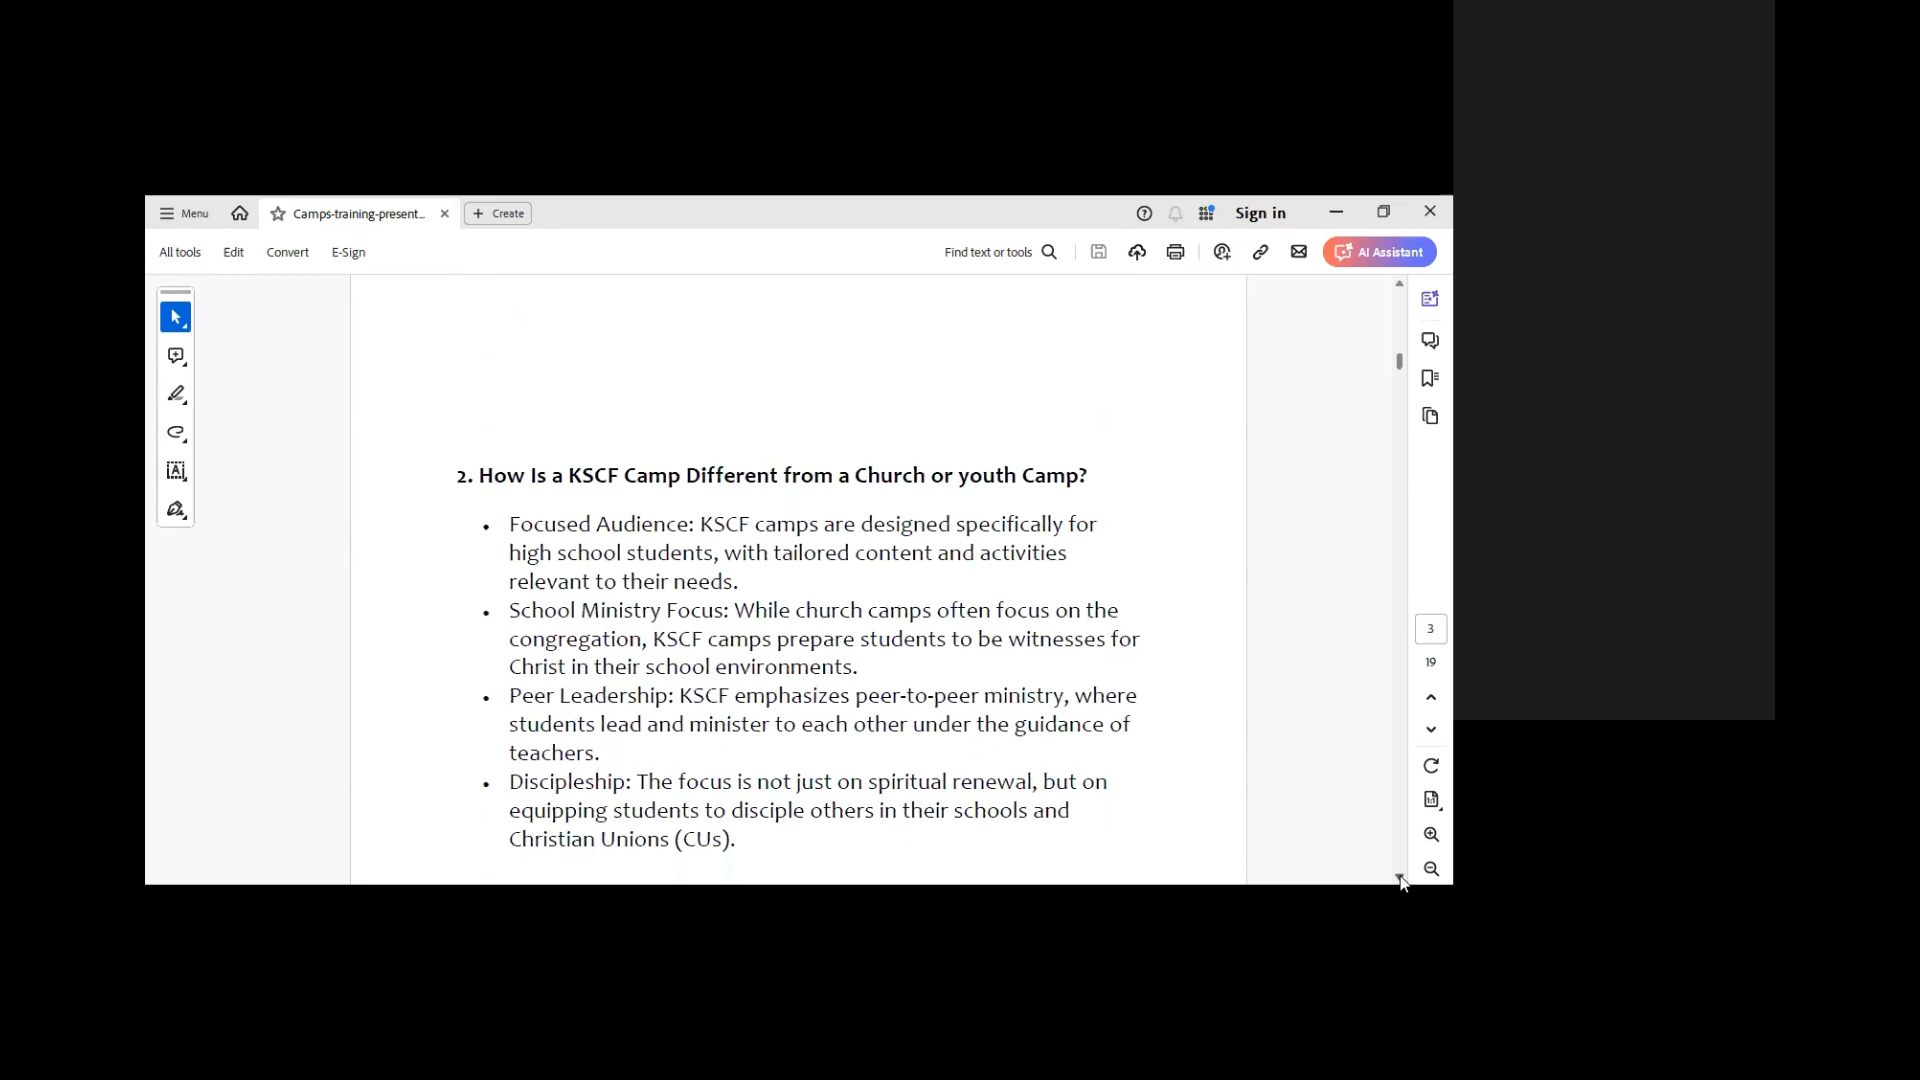 Menu
Camps-training-present...
Create
Sign in
All tools
Edit
Convert
E-Sign
Find text or tools
AI Assistant
2. How Is a KSCF Camp Different from a Church or youth Camp?
• Focused Audience: KSCF camps are designed specifically for
high school students, with tailored content and activities
relevant to their needs.
• School Ministry Focus: While church camps often focus on the
congregation, KSCF camps prepare students to be witnesses for
Christ in their school environments.
• Peer Leadership: KSCF emphasizes peer-to-peer ministry, where
students lead and minister to each other under the guidance of
teachers.
• Discipleship: The focus is not just on spiritual renewal, but on
equipping students to disciple others in their schools and
Christian Unions (CUs).
3
19